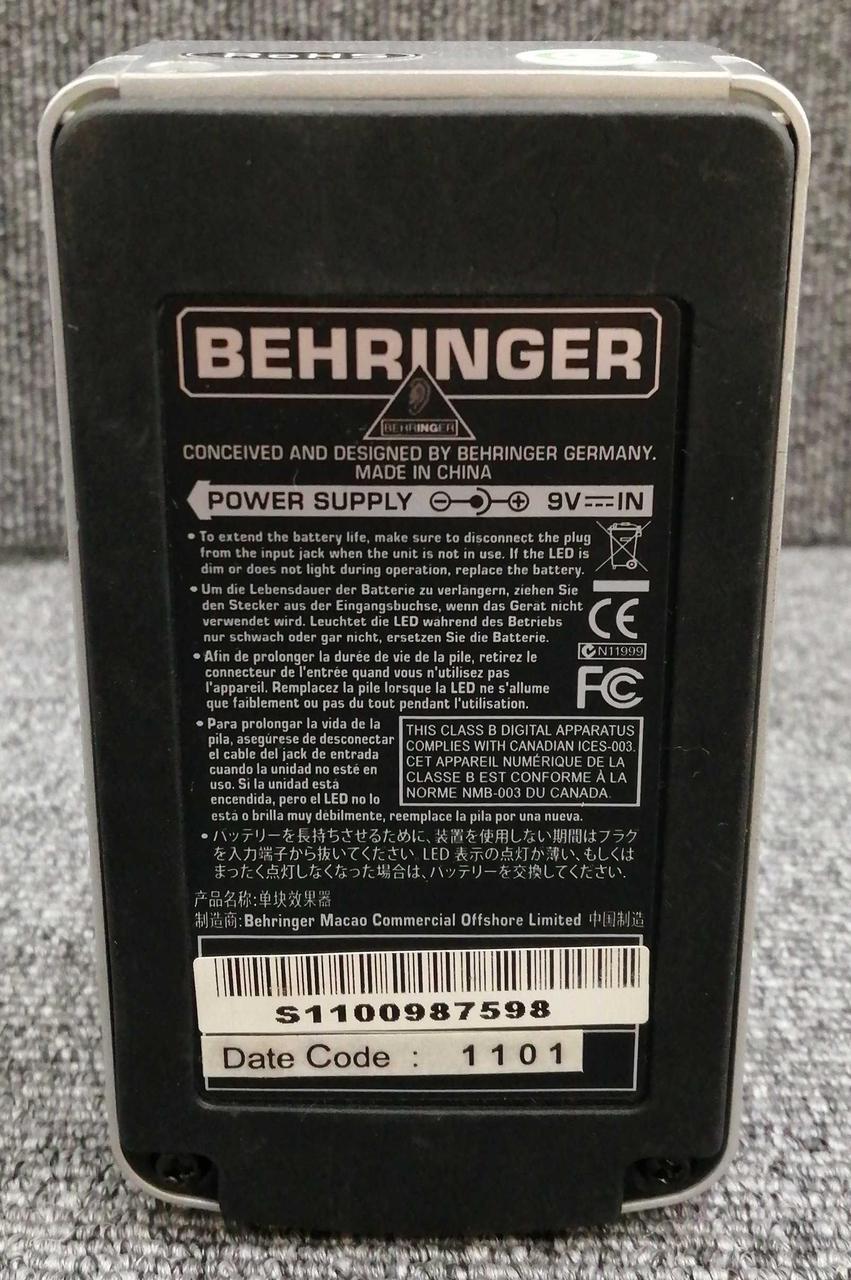 RoHS
BEHRINGER
BEHRINGER
CONCEIVED AND DESIGNED BY BEHRINGER GERMANY.
MADE IN CHINA
POWER SUPPLY 9V IN
• To extend the battery life, make sure to disconnect the plug
from the input jack when the unit is not in use. If the LED is
dim or does not light during operation, replace the battery.
• Um die Lebensdauer der Batterie zu verlängern, ziehen Sie
den Stecker aus der Eingangsbuchse, wenn das Gerät nicht
verwendet wird. Leuchtet die LED während des Betriebs
nur schwach oder gar nicht, ersetzen Sie die Batterie.
CE
N11999
• Afin de prolonger la durée de vie de la pile, retirez le
connecteur de l'entrée quand vous n'utilisez pas
l'appareil. Remplacez la pile lorsque la LED ne s'allume
que faiblement ou pas du tout pendant l'utilisation.
FC
• Para prolongar la vida de la
pila, asegúrese de desconectar
el cable del jack de entrada
cuando la unidad no esté en
uso. Si la unidad está
encendida, pero el LED no lo
está o brilla muy débilmente, reemplace la pila por una nueva.
THIS CLASS B DIGITAL APPARATUS
COMPLIES WITH CANADIAN ICES-003.
CET APPAREIL NUMÉRIQUE DE LA
CLASSE B EST CONFORME À LA
NORME NMB-003 DU CANADA.
• バッテリーを長持ちさせるために、装置を使用しない期間はプラグ
を入力端子から抜いてください. LED 表示の点灯が薄い、もしくは
まったく点灯しなくなった場合は、バッテリーを交換してください.
产品名称:单块效果器
制造商:Behringer Macao Commercial Offshore Limited 中国制造
S1100987598
Date Code : 1101